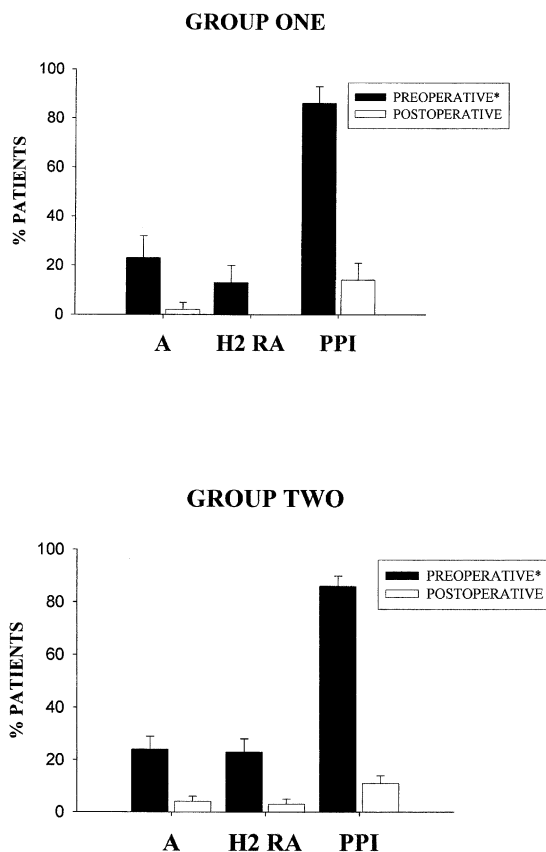 GROUP ONE
100
80
60
40
20
0
% PATIENTS
PREOPERATIVE*
POSTOPERATIVE
A H2 RA PPI
GROUP TWO
100
80
60
40
20
0
% PATIENTS
PREOPERATIVE*
POSTOPERATIVE
A H2 RA PPI